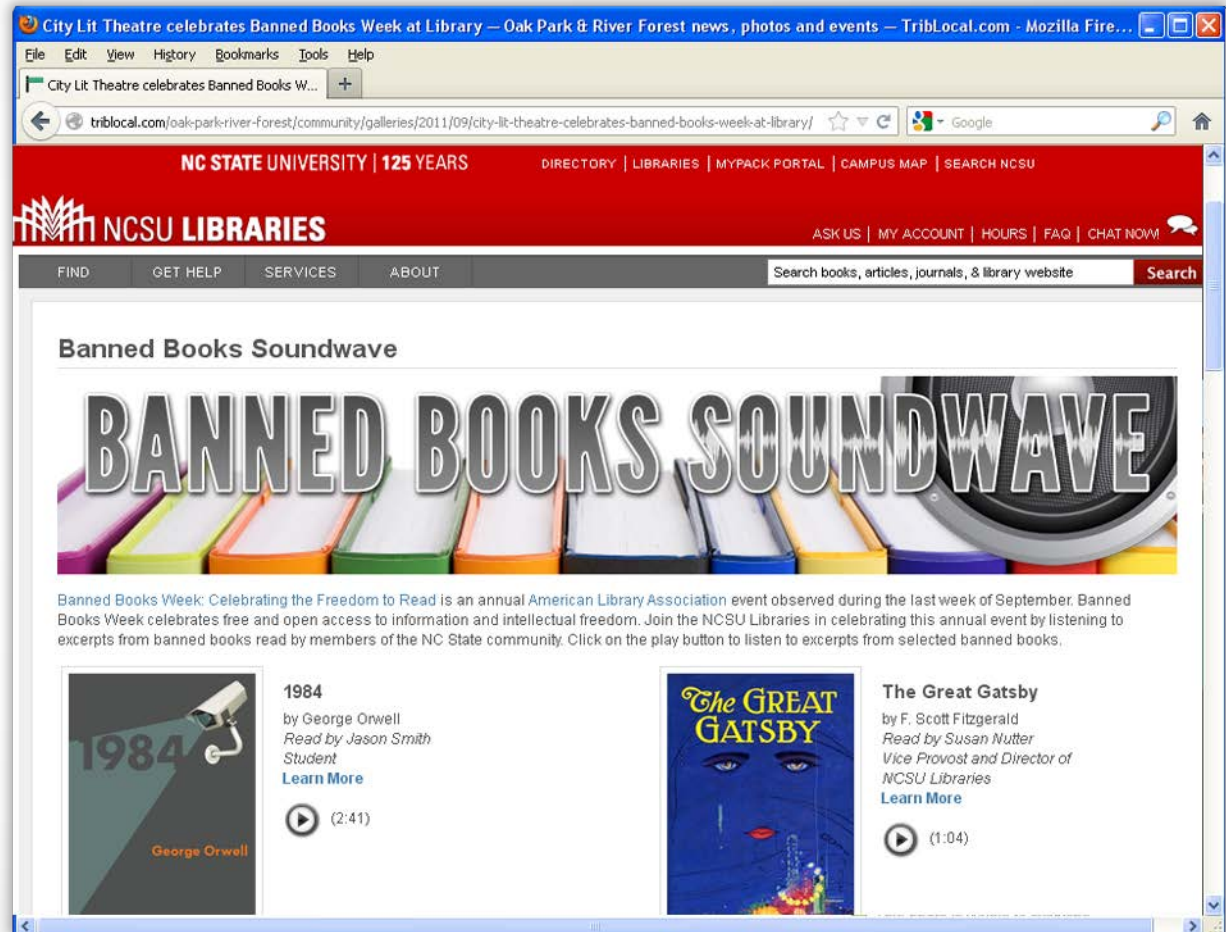 City Lit Theatre celebrates Banned Books Week at Library — Oak Park & River Forest news, photos and events — TribLocal.com - Mozilla Fire...
File Edit View History Bookmarks Tools Help
City Lit Theatre celebrates Banned Books W... +
triblocal.com/oak-park-river-forest/community/galleries/2011/09/city-lit-theatre-celebrates-banned-books-week-at-library/ Google
NC STATE UNIVERSITY | 125 YEARS DIRECTORY | LIBRARIES | MYPACK PORTAL | CAMPUS MAP | SEARCH NCSU
NCSU LIBRARIES
ASK US | MY ACCOUNT | HOURS | FAQ | CHAT NOW!
FIND GET HELP SERVICES ABOUT Search books, articles, journals, & library website Search
Banned Books Soundwave
BANNED BOOKS SOUNDWAVE
Banned Books Week: Celebrating the Freedom to Read is an annual American Library Association event observed during the last week of September. Banned
Books Week celebrates free and open access to information and intellectual freedom. Join the NCSU Libraries in celebrating this annual event by listening to
excerpts from banned books read by members of the NC State community. Click on the play button to listen to excerpts from selected banned books.
1984
George Orwell
1984
by George Orwell
Read by Jason Smith
Student
Learn More
(2:41)
The GREAT
GATSBY
The Great Gatsby
by F. Scott Fitzgerald
Read by Susan Nutter
Vice Provost and Director of
NCSU Libraries
Learn More
(1:04)